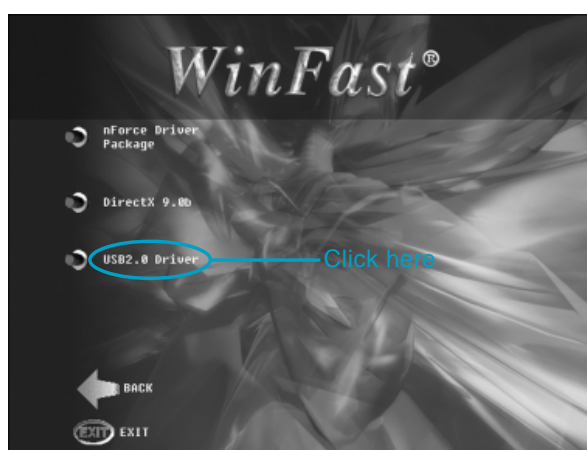 WinFast®
nForce Driver
Package
DirectX 9.0b
USB2.0 Driver
Click here
BACK
EXIT EXIT